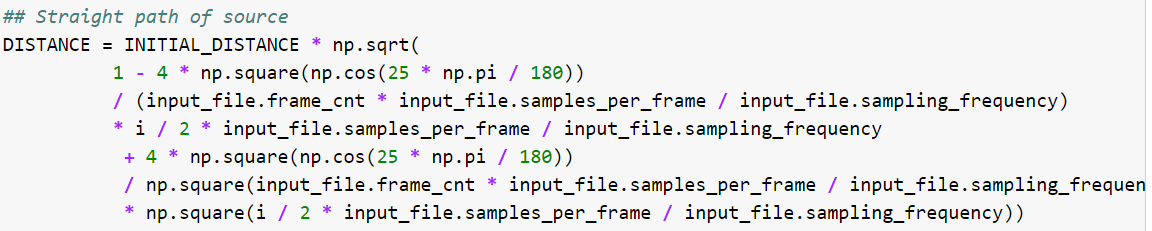 ## Straight path of source
DISTANCE = INITIAL_DISTANCE * np.sqrt(
1 - 4 * np.square(np.cos(25 * np.pi / 180))
/ (input_file.frame_cnt * input_file.samples_per_frame / input_file.sampling_frequency)
* i / 2 * input_file.samples_per_frame / input_file.sampling_frequency
+ 4 * np.square(np.cos(25 * np.pi / 180))
/ np.square(input_file.frame_cnt * input_file.samples_per_frame / input_file.sampling_frequen
* np.square(i / 2 * input_file.samples_per_frame / input_file.sampling_frequency))